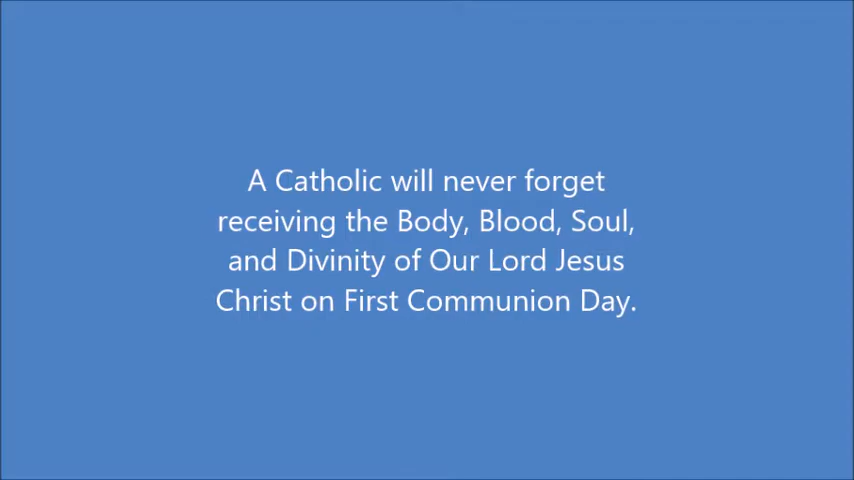 A Catholic will never forget
receiving the Body, Blood, Soul,
and Divinity of Our Lord Jesus
Christ on First Communion Day.